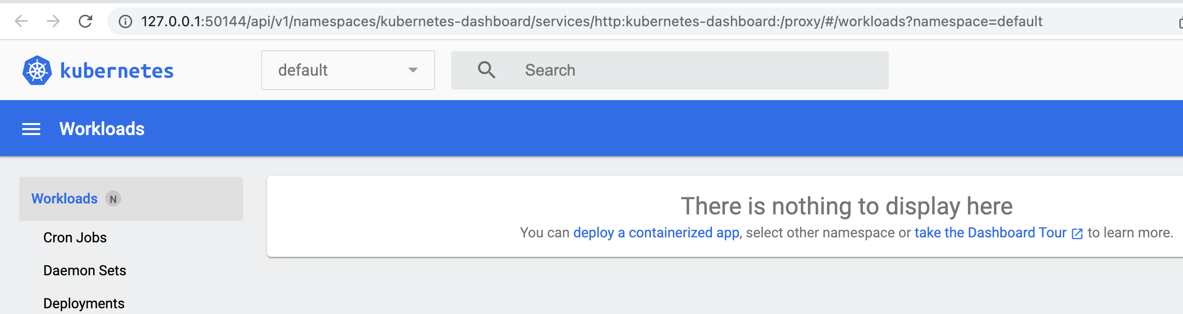 127.0.0.1:50144/api/v1/namespaces/kubernetes-dashboard/services/http:kubernetes-dashboard:/proxy/#/workloads?namespace=default
kubernetes
default
Search
Workloads
Workloads N
There is nothing to display here
You can deploy a containerized app, select other namespace or take the Dashboard Tour to learn more.
Cron Jobs
Daemon Sets
Deployments